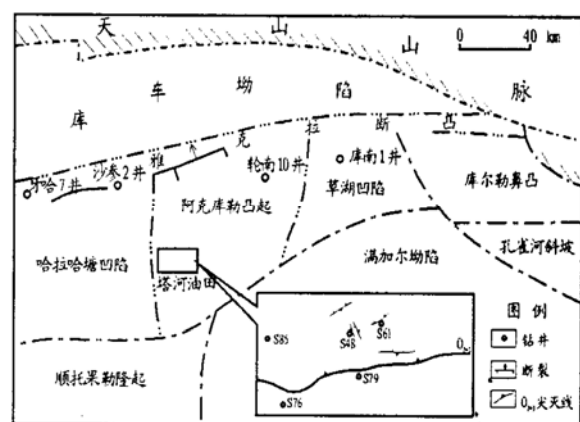 天 山 山 脉
0 40 km
库 车 坳 陷
雅 克 拉 断 凸
牙哈7井
沙参2井
轮南10井
库南1井
草湖凹陷
库尔勒鼻凸
阿克库勒凸起
哈拉哈塘凹陷
塔河油田
满加尔坳陷
孔雀河斜坡
顺托果勒隆起
S85
S48
S61
S79
S76
图 例
钻井
断裂
尖灭线